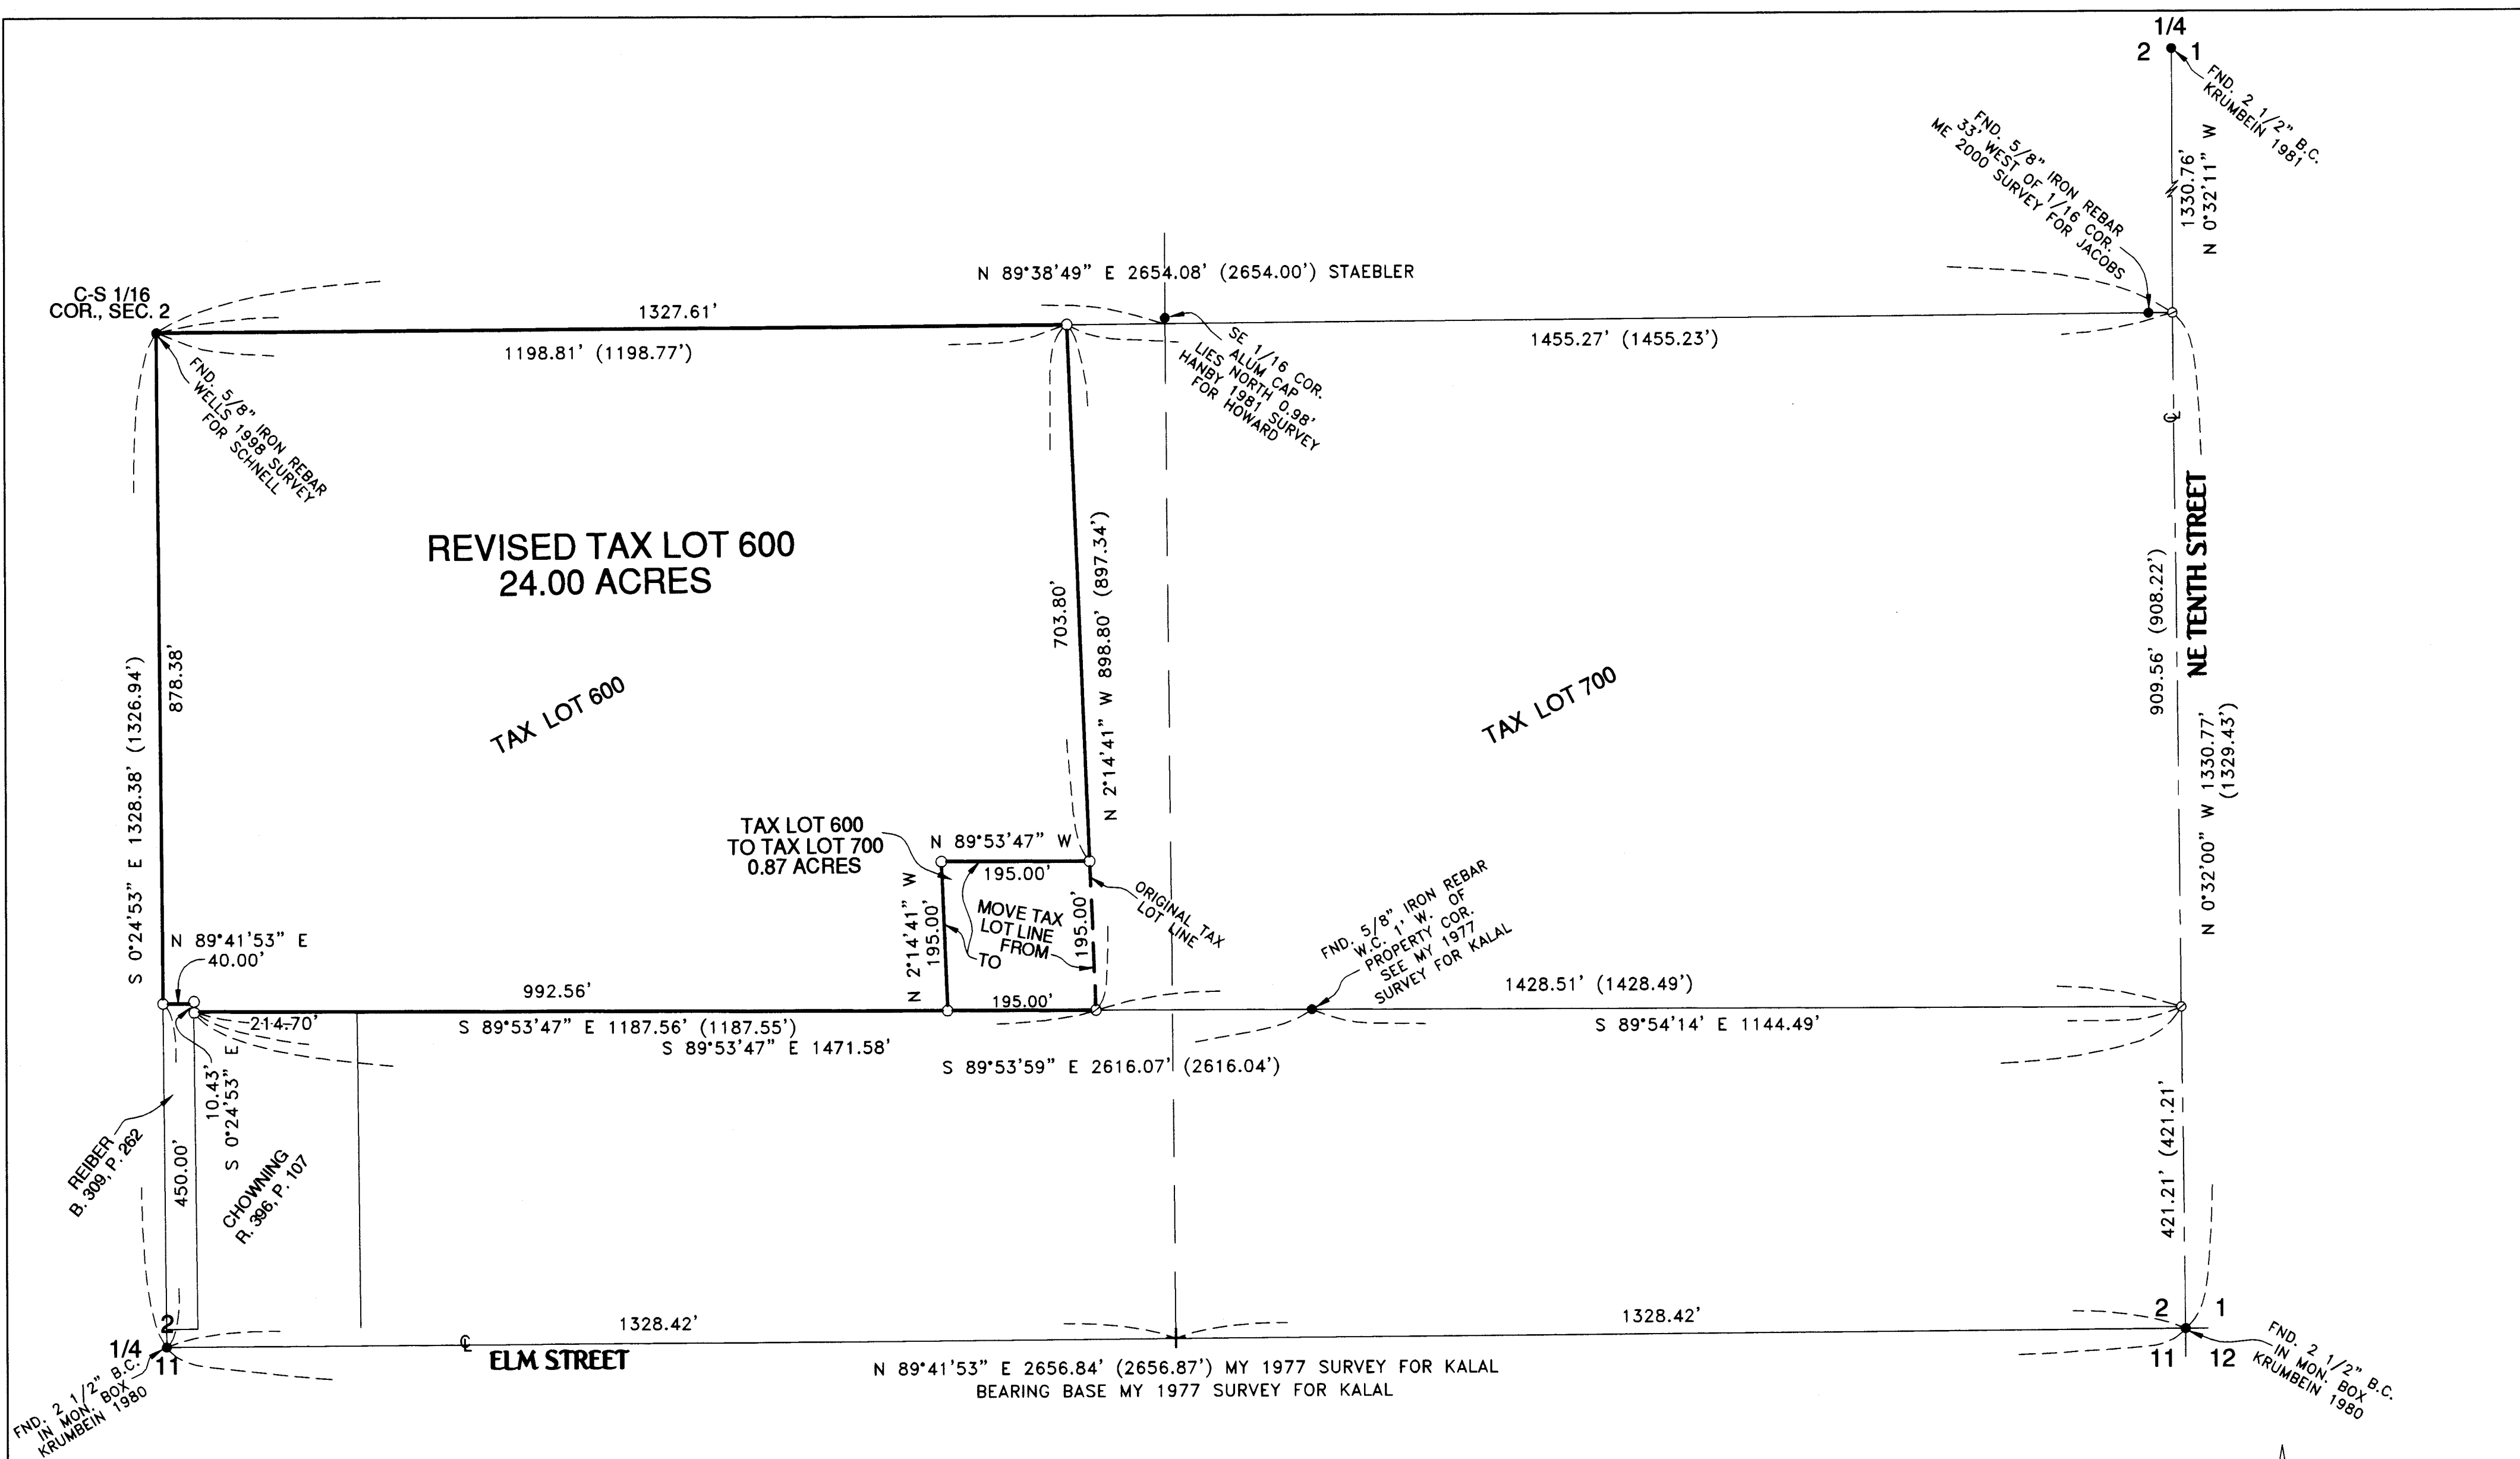 1/4
2 1
FND. 2 1/2" B.C.
KRUMBEIN 1981
1330.76'
N 0°32'11" W
FND. 5/8" IRON REBAR
33' WEST OF 1/16 COR.
ME 2000 SURVEY FOR JACOBS
N 89°38'49" E 2654.08' (2654.00') STAEBLER
C-S 1/16
COR., SEC. 2
1327.61'
1198.81' (1198.77')
1455.27' (1455.23')
SE 1/16 COR.
ALUM CAP
LIES NORTH 0.98'
HANBY 1981 SURVEY
FOR HOWARD
FND. 5/8" IRON REBAR
WELLS 1998 SURVEY
FOR SCHNELL
REVISED TAX LOT 600
24.00 ACRES
NE TENTH STREET
703.80'
N 2°14'41" W 898.80' (897.34')
909.56' (908.22')
S 0°24'53" E 1328.38' (1326.94')
878.38'
TAX LOT 600
TAX LOT 700
N 0°32'00" W 1330.77'
(1329.43')
TAX LOT 600
TO TAX LOT 700
0.87 ACRES
N 89°53'47" W
195.00'
N 2°14'41" W
195.00'
MOVE TAX
LOT LINE
FROM
TO
195.00'
ORIGINAL TAX
LOT LINE
FND. 5/8" IRON REBAR
W.C. 1' W. OF
PROPERTY COR.
SEE MY 1977
SURVEY FOR KALAL
N 89°41'53" E
40.00'
992.56'
195.00'
1428.51' (1428.49')
214.70'
S 89°53'47" E 1187.56' (1187.55')
S 89°54'14' E 1144.49'
S 89°53'47" E 1471.58'
S 89°53'59" E 2616.07' (2616.04')
10.43'
S 0°24'53" E
REIBER
B. 309, P. 262
450.00'
CHOWNING
R. 396, P. 107
421.21' (421.21')
2
1/4
11
1328.42'
1328.42'
2 1
11 12
ELM STREET
N 89°41'53" E 2656.84' (2656.87') MY 1977 SURVEY FOR KALAL
BEARING BASE MY 1977 SURVEY FOR KALAL
FND. 2 1/2" B.C.
IN MON. BOX
KRUMBEIN 1980
FND. 2 1/2" B.C.
IN MON. BOX
KRUMBEIN 1980